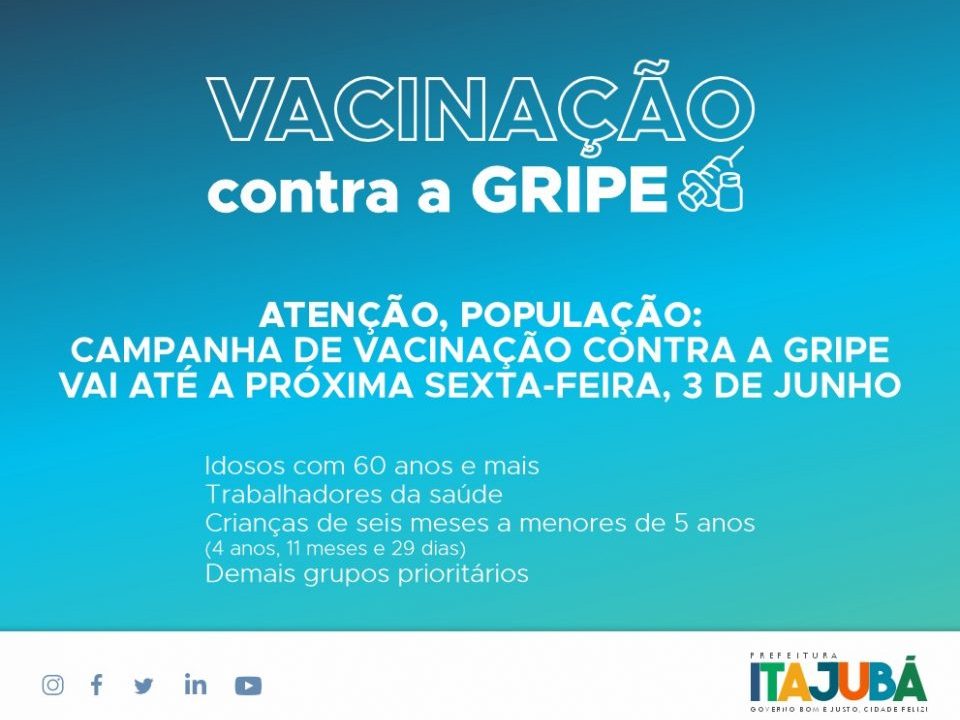 VACINAÇÃO
contra a GRIPE
ATENÇÃO, POPULAÇÃO:
CAMPANHA DE VACINAÇÃO CONTRA A GRIPE
VAI ATÉ A PRÓXIMA SEXTA-FEIRA, 3 DE JUNHO
Idosos com 60 anos e mais
Trabalhadores da saúde
Crianças de seis meses a menores de 5 anos
(4 anos, 11 meses e 29 dias)
Demais grupos prioritários
PREFEITURA
ITAJUBÁ
GOVERNO BOM E JUSTO, CIDADE FELIZ!